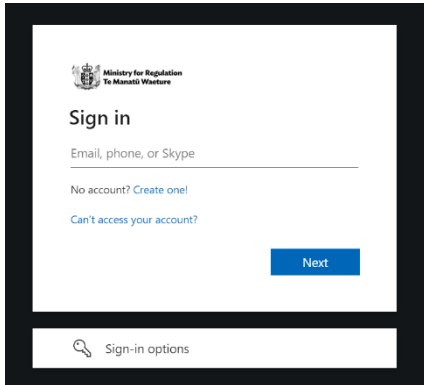 Ministry for Regulation
Te Manatū Waeture
Sign in
Email, phone, or Skype
No account? Create one!
Can't access your account?
Next
Sign-in options